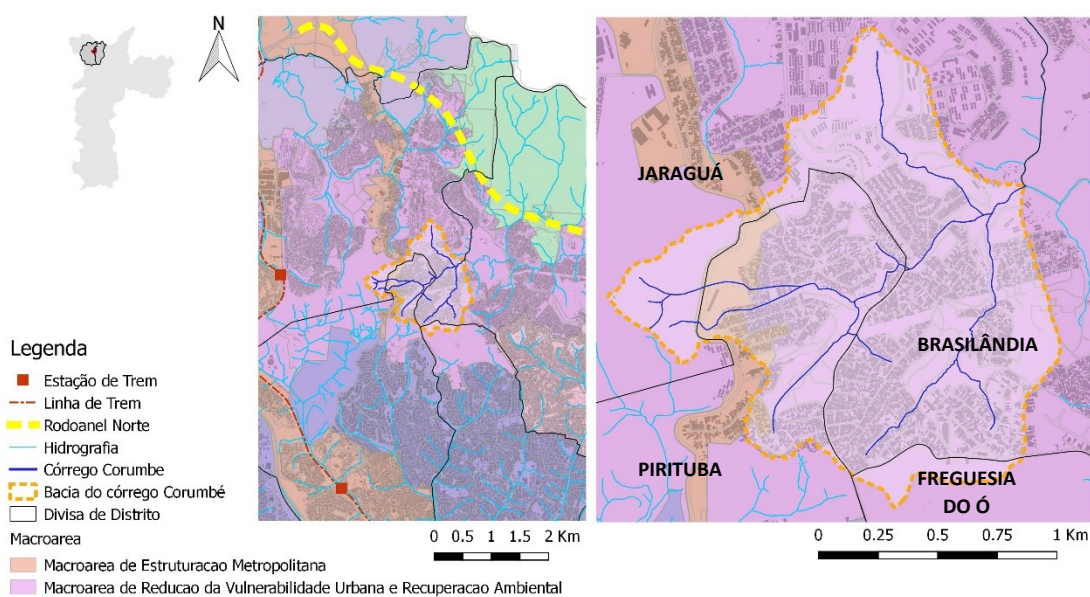 N
Legenda
Estação de Trem
Linha de Trem
Rodoanel Norte
Hidrografia
Córrego Corumbe
Bacia do córrego Corumbé
Divisa de Distrito
Macroarea
Macroarea de Estruturacao Metropolitana
Macroarea de Reducao da Vulnerabilidade Urbana e Recuperacao Ambiental
0 0.5 1 1.5 2 Km
JARAGUÁ
BRASILÂNDIA
PIRITUBA
FREGUESIA
DO Ó
0 0.25 0.5 0.75 1 Km